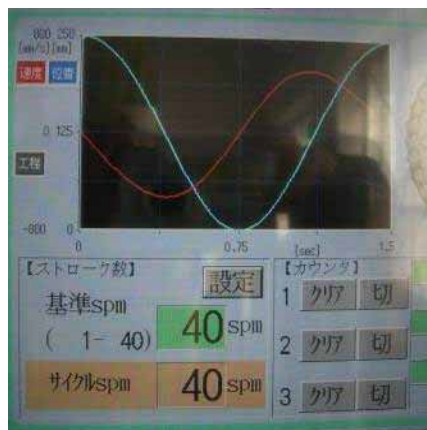 800 250
[mm/s][mm]
速度 位置
0 125
工程
-800 0
0 0.75 [sec] 1.5
【ストローク数】 設定
基準spm
( 1- 40) 40 spm
サイクルspm 40 spm
【カウンタ】
1 クリア 切
2 クリア 切
3 クリア 切